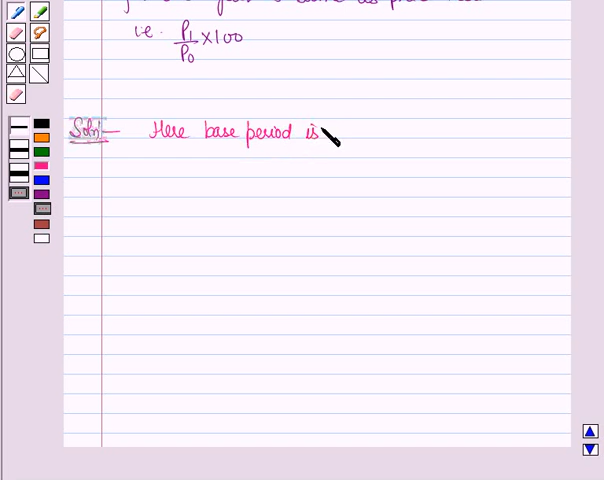 i.e. P1/P0 × 100
Soln:- Here base period is